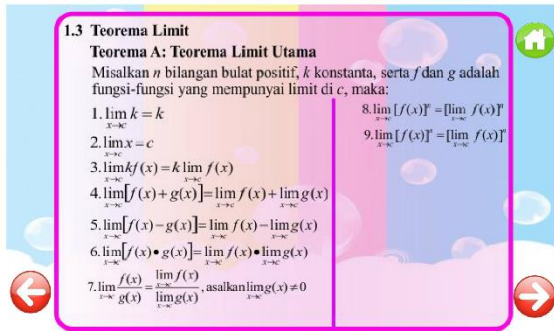 1.3 Teorema Limit
Teorema A: Teorema Limit Utama
Misalkan n bilangan bulat positif, k konstanta, serta f dan g adalah
fungsi-fungsi yang mempunyai limit di c, maka:
1. lim x→c k = k
2. lim x→c x = c
3. lim x→c kf(x) = k lim x→c f(x)
4. lim x→c [f(x) + g(x)] = lim x→c f(x) + lim x→c g(x)
5. lim x→c [f(x) − g(x)] = lim x→c f(x) − lim x→c g(x)
6. lim x→c [f(x) • g(x)] = lim x→c f(x) • lim x→c g(x)
7. lim x→c f(x)/g(x) = lim x→c f(x) / lim x→c g(x), asalkan lim x→c g(x) ≠ 0
8. lim x→c [f(x)]ⁿ = [lim x→c f(x)]ⁿ
9. lim x→c [f(x)]ⁿ = [lim x→c f(x)]ⁿ